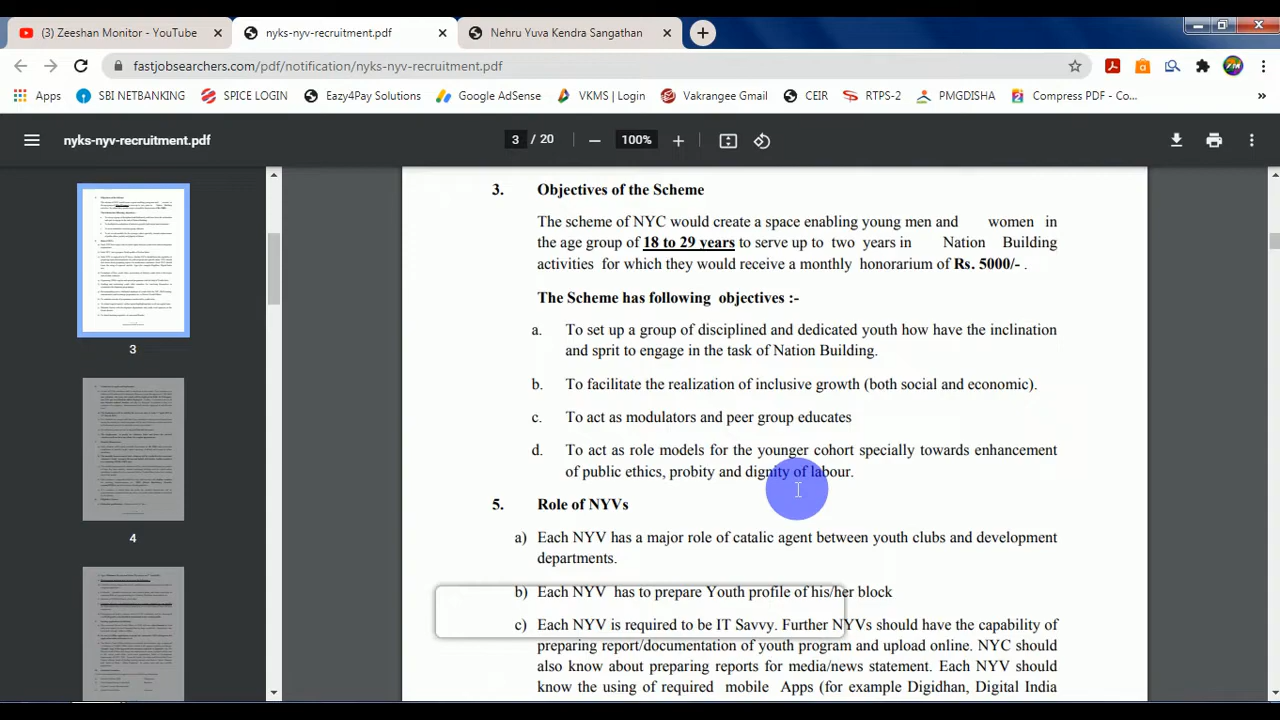 (3) Zeeshan Monitor - YouTube
nyks-nyv-recruitment.pdf
Nehru Yuva Kendra Sangathan
fastjobsearchers.com/pdf/notification/nyks-nyv-recruitment.pdf
Apps SBI NETBANKING SPICE LOGIN Eazy4Pay Solutions Google AdSense VKMS | Login Vakrangee Gmail CEIR RTPS-2 PMGDISHA Compress PDF - Co... »
nyks-nyv-recruitment.pdf
3 / 20
100%
3
4
3. Objectives of the Scheme
scheme of NYC would create a space enabling young men and women in
the age group of 18 to 29 years to serve up to two years in Nation Building
for which they would receive a monthly honorarium of Rs. 5000/- .
Scheme has following objectives :-
a. To set up a group of disciplined and dedicated youth how have the inclination
and sprit to engage in the task of Nation Building.
To facilitate the realization of inclusive growth (both social and economic).
To act as modulators and peer group educates
To act as role models for the younger cohort specially towards enhancement
of public ethics, probity and dignity of labour.
5. Role of NYVs
a) Each NYV has a major role of catalic agent between youth clubs and development
departments.
b) Each NYV has to prepare Youth profile of his/her block
c) Each NYV is required to be IT Savvy. Further NYVs should have the capability of
report/documentation of youth program and upload online. NYC should
also know about preparing reports for media/news statement. Each NYV should
know the using of required mobile Apps (for example Digidhan, Digital India